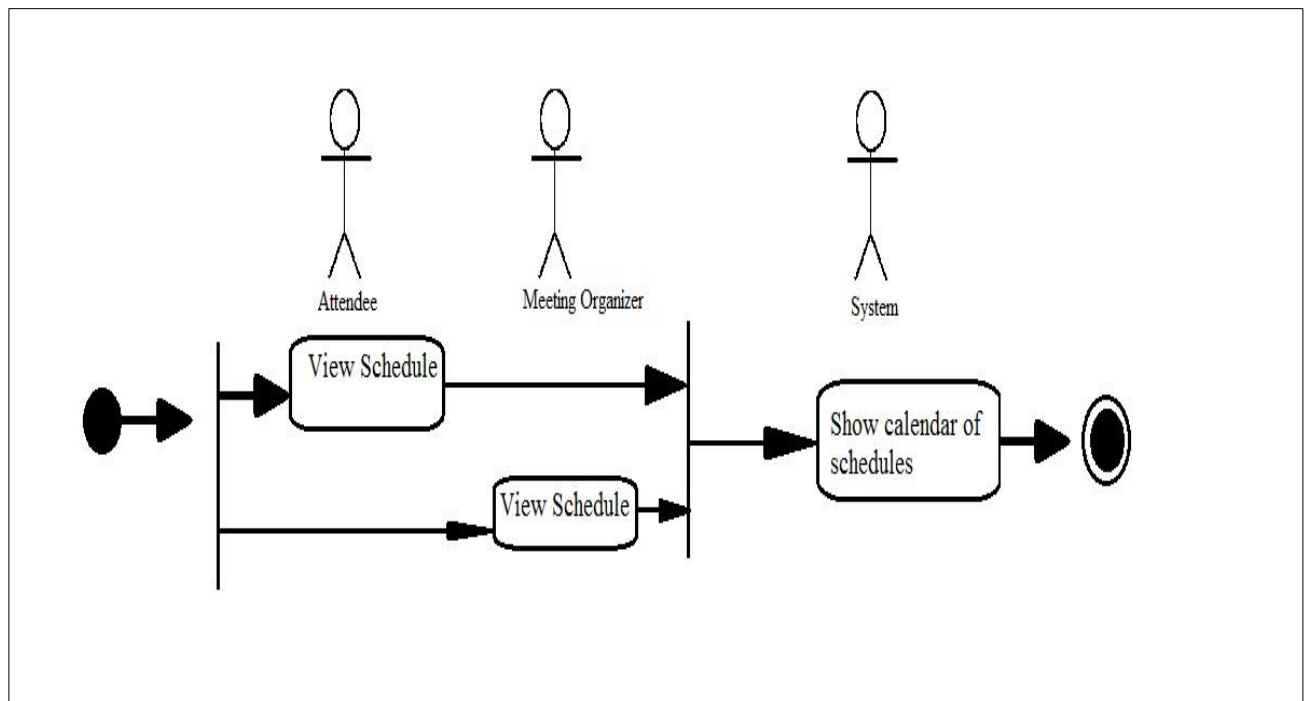 Attendee
Meeting Organizer
System
View Schedule
View Schedule
Show calendar of
schedules